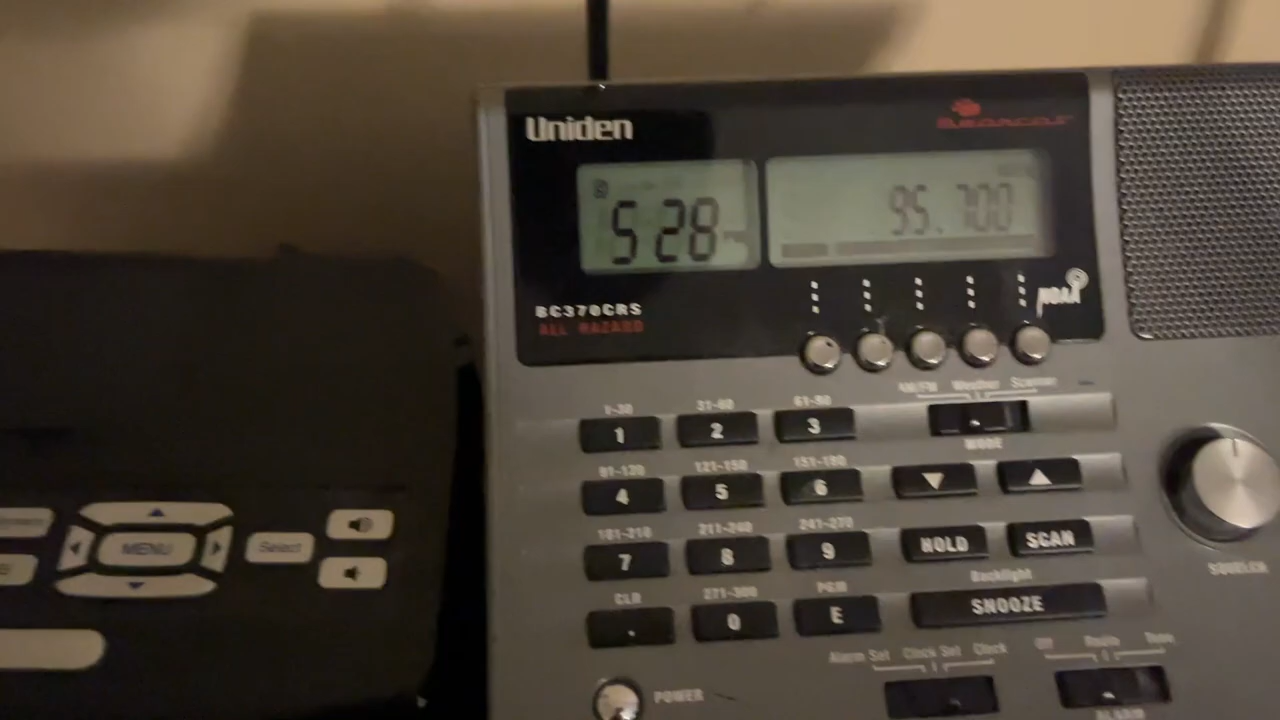 Uniden
Bearcat
5 28
95.700
BC370CRS
ALL HAZARD
AM/FM Weather Scanner
MODE
1-30 31-60 61-90
1 2 3
91-120 121-150 151-180
4 5 6
181-210 211-240 241-270
7 8 9
HOLD SCAN
Backlight
CLR 271-300 PGM
. 0 E
SNOOZE
Alarm Set Clock Set Clock
Off Radio Tone
ALARM
POWER
SQUELCH
MENU
Select